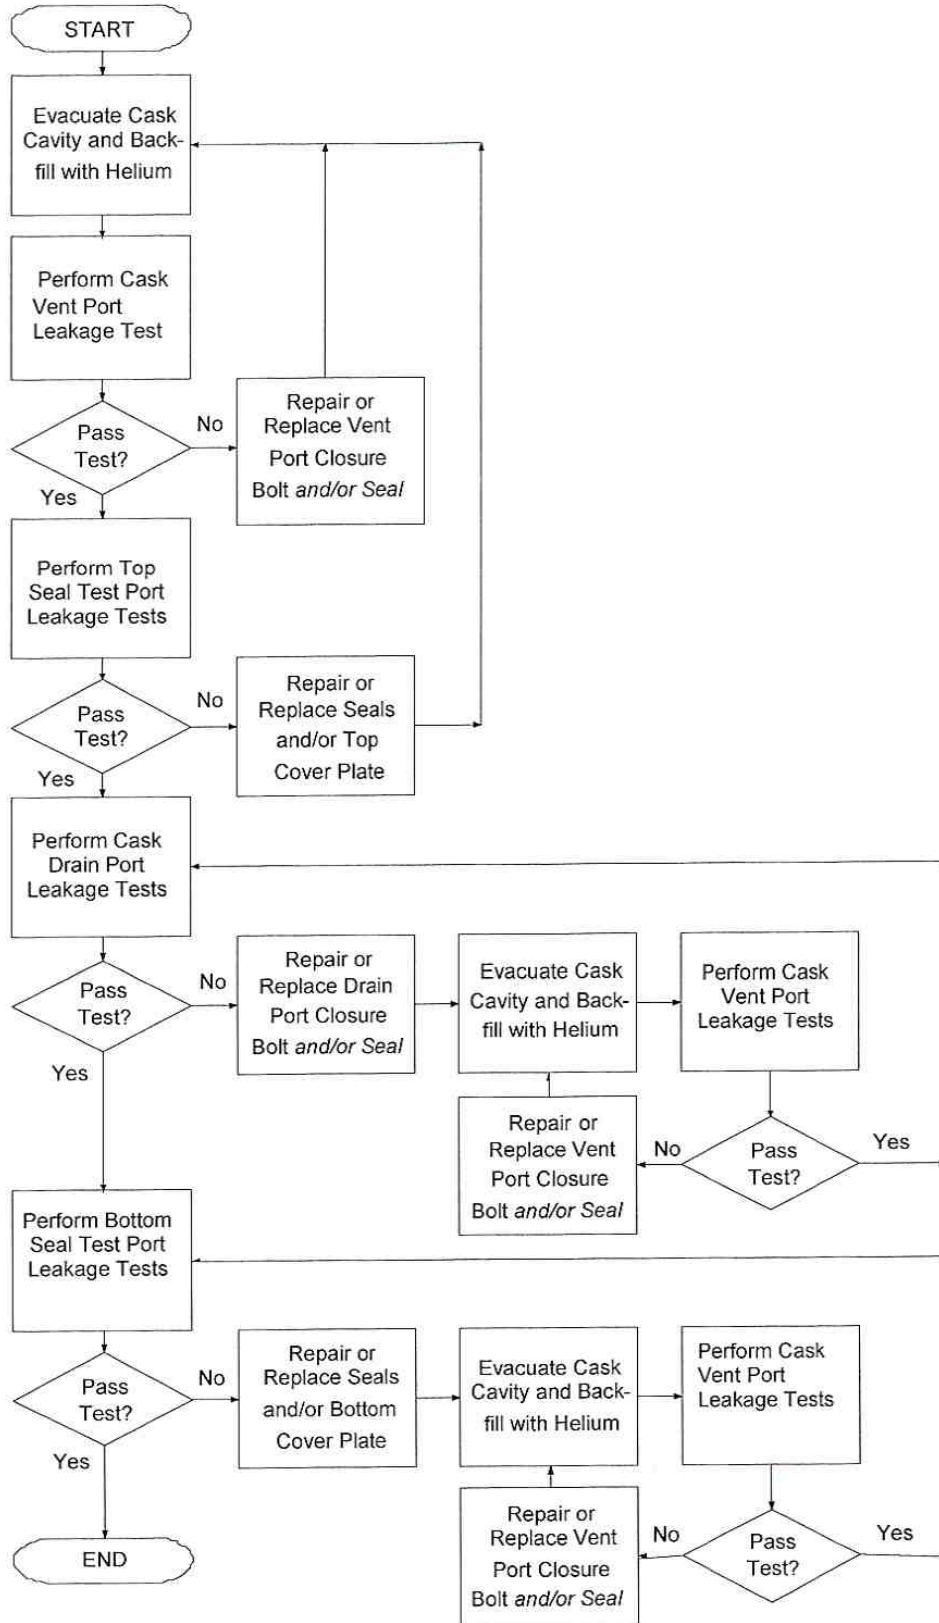 START
Evacuate Cask
Cavity and Back-
fill with Helium
Perform Cask
Vent Port
Leakage Test
Pass
Test?
No
Yes
Repair or
Replace Vent
Port Closure
Bolt and/or Seal
Perform Top
Seal Test Port
Leakage Tests
Pass
Test?
No
Yes
Repair or
Replace Seals
and/or Top
Cover Plate
Perform Cask
Drain Port
Leakage Tests
Pass
Test?
No
Yes
Repair or
Replace Drain
Port Closure
Bolt and/or Seal
Evacuate Cask
Cavity and Back-
fill with Helium
Perform Cask
Vent Port
Leakage Tests
Pass
Test?
Yes
No
Repair or
Replace Vent
Port Closure
Bolt and/or Seal
Perform Bottom
Seal Test Port
Leakage Tests
Pass
Test?
No
Yes
Repair or
Replace Seals
and/or Bottom
Cover Plate
Evacuate Cask
Cavity and Back-
fill with Helium
Perform Cask
Vent Port
Leakage Tests
Pass
Test?
Yes
No
Repair or
Replace Vent
Port Closure
Bolt and/or Seal
END